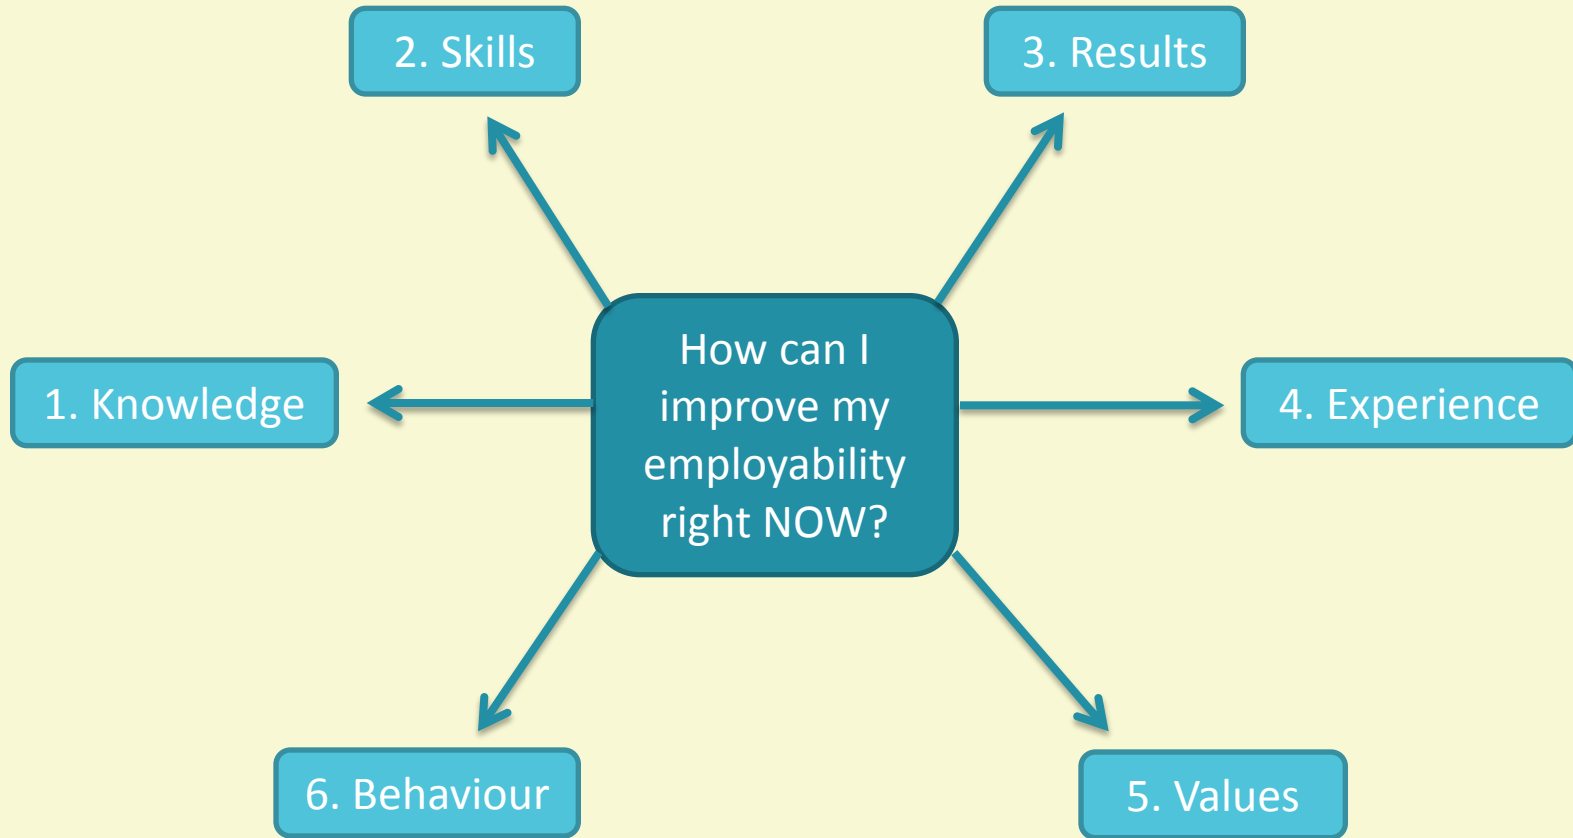 2. Skills
3. Results
How can I
improve my
employability
right NOW?
1. Knowledge
4. Experience
6. Behaviour
5. Values